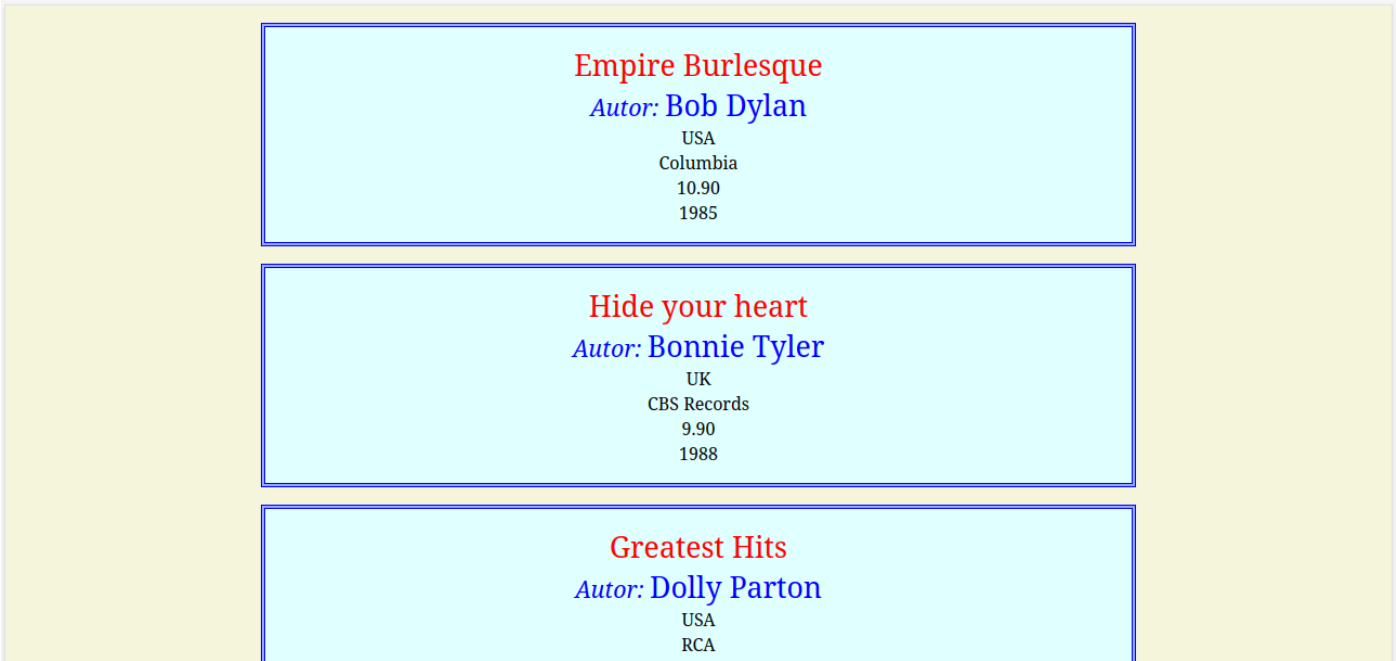 Empire Burlesque
Autor: Bob Dylan
USA
Columbia
10.90
1985
Hide your heart
Autor: Bonnie Tyler
UK
CBS Records
9.90
1988
Greatest Hits
Autor: Dolly Parton
USA
RCA